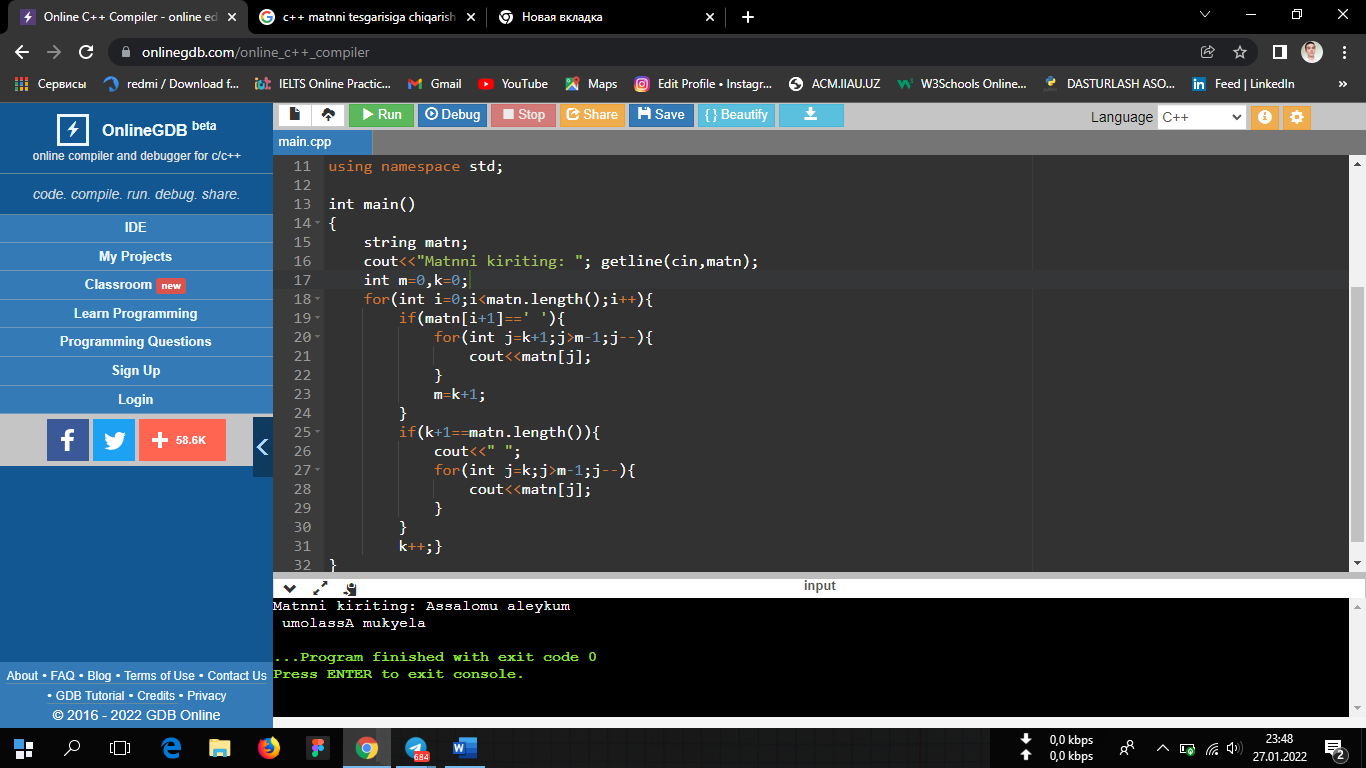 Online C++ Compiler - online ed
c++ matnni tesgarisiga chiqarish
Новая вкладка
onlinegdb.com/online_c++_compiler
Сервисы
redmi / Download f...
IELTS Online Practic...
Gmail
YouTube
Maps
Edit Profile • Instagr...
ACM.IIAU.UZ
W3Schools Online...
DASTURLASH ASO...
Feed | LinkedIn
»
OnlineGDB beta
online compiler and debugger for c/c++
code. compile. run. debug. share.
IDE
My Projects
Classroom new
Learn Programming
Programming Questions
Sign Up
Login
58.6K
About • FAQ • Blog • Terms of Use • Contact Us
• GDB Tutorial • Credits • Privacy
© 2016 - 2022 GDB Online
Run
Debug
Stop
Share
Save
{ } Beautify
Language C++
main.cpp
11 using namespace std;
12
13 int main()
14 {
15 string matn;
16 cout<<"Matnni kiriting: "; getline(cin,matn);
17 int m=0,k=0;
18 for(int i=0;i<matn.length();i++){
19 if(matn[i+1]==' '){
20 for(int j=k+1;j>m-1;j--){
21 cout<<matn[j];
22 }
23 m=k+1;
24 }
25 if(k+1==matn.length()){
26 cout<<" ";
27 for(int j=k;j>m-1;j--){
28 cout<<matn[j];
29 }
30 }
31 k++;}
32 }
input
Matnni kiriting: Assalomu aleykum
umolassA mukyela
...Program finished with exit code 0
Press ENTER to exit console.
684
0,0 kbps
0,0 kbps
23:48
27.01.2022
2